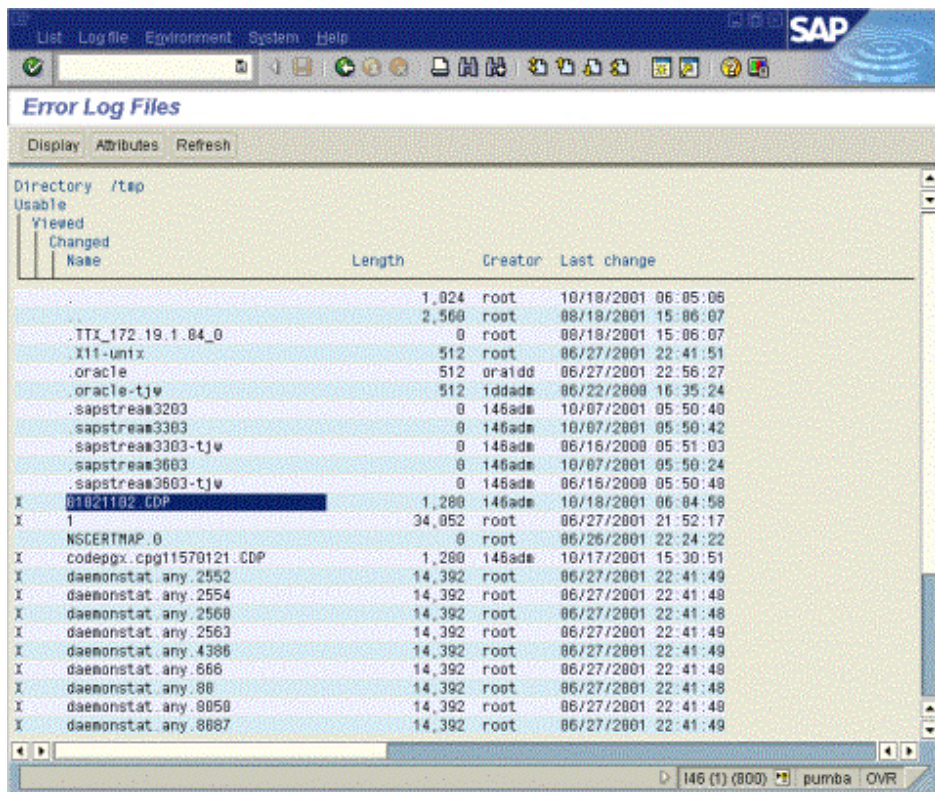 List Logfile Environment System Help
SAP
Error Log Files
Display Attributes Refresh
Directory /tmp
Usable
Viewed
Changed
Name Length Creator Last change
. 1,024 root 10/18/2001 06:05:06
.. 2,560 root 08/18/2001 15:06:07
.TTX_172.19.1.84_0 0 root 08/18/2001 15:06:07
.X11-unix 512 root 06/27/2001 22:41:51
.oracle 512 oraidd 06/27/2001 22:56:27
.oracle-tjw 512 iddadm 06/22/2000 16:35:24
.sapstream3203 0 i46adm 10/07/2001 05:50:40
.sapstream3303 0 i46adm 10/07/2001 05:50:42
.sapstream3303-tjw 0 i46adm 06/16/2000 05:51:03
.sapstream3603 0 i46adm 10/07/2001 05:50:24
.sapstream3603-tjw 0 i46adm 06/16/2000 05:50:48
X 01021102.CDP 1,280 i46adm 10/18/2001 06:04:58
X 1 34,052 root 06/27/2001 21:52:17
NSCERTMAP.0 0 root 06/26/2001 22:24:22
X codepgx.cpg11570121.CDP 1,280 i46adm 10/17/2001 15:30:51
X daemonstat.any.2552 14,392 root 06/27/2001 22:41:49
X daemonstat.any.2554 14,392 root 06/27/2001 22:41:48
X daemonstat.any.2560 14,392 root 06/27/2001 22:41:48
X daemonstat.any.2563 14,392 root 06/27/2001 22:41:49
X daemonstat.any.4386 14,392 root 06/27/2001 22:41:49
X daemonstat.any.666 14,392 root 06/27/2001 22:41:48
X daemonstat.any.80 14,392 root 06/27/2001 22:41:48
X daemonstat.any.8050 14,392 root 06/27/2001 22:41:48
X daemonstat.any.8087 14,392 root 06/27/2001 22:41:49
I46 (1) (800) pumba OVR